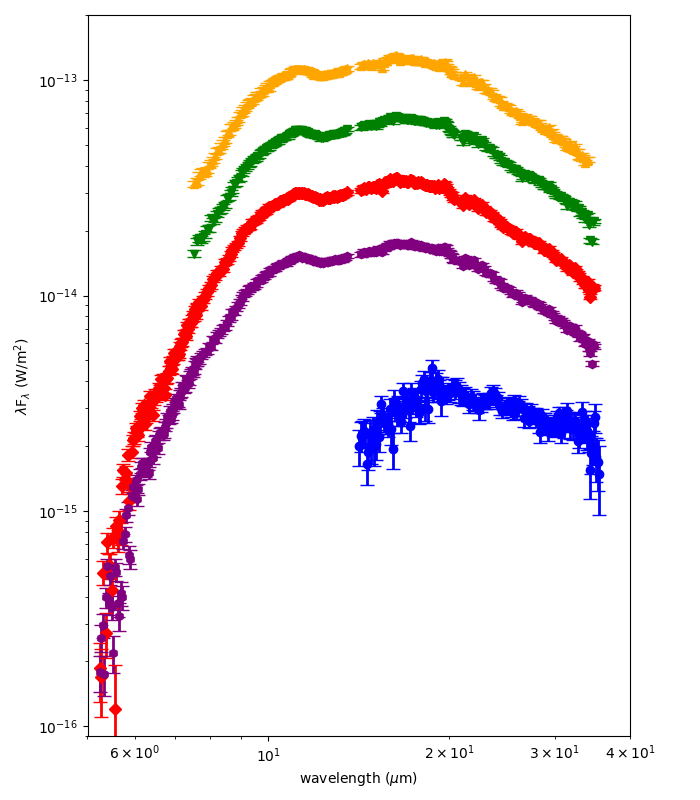 10⁻¹³
10⁻¹⁴
10⁻¹⁵
10⁻¹⁶
λF_λ (W/m²)
6 × 10⁰
10¹
2 × 10¹
3 × 10¹
4 × 10¹
wavelength (μm)